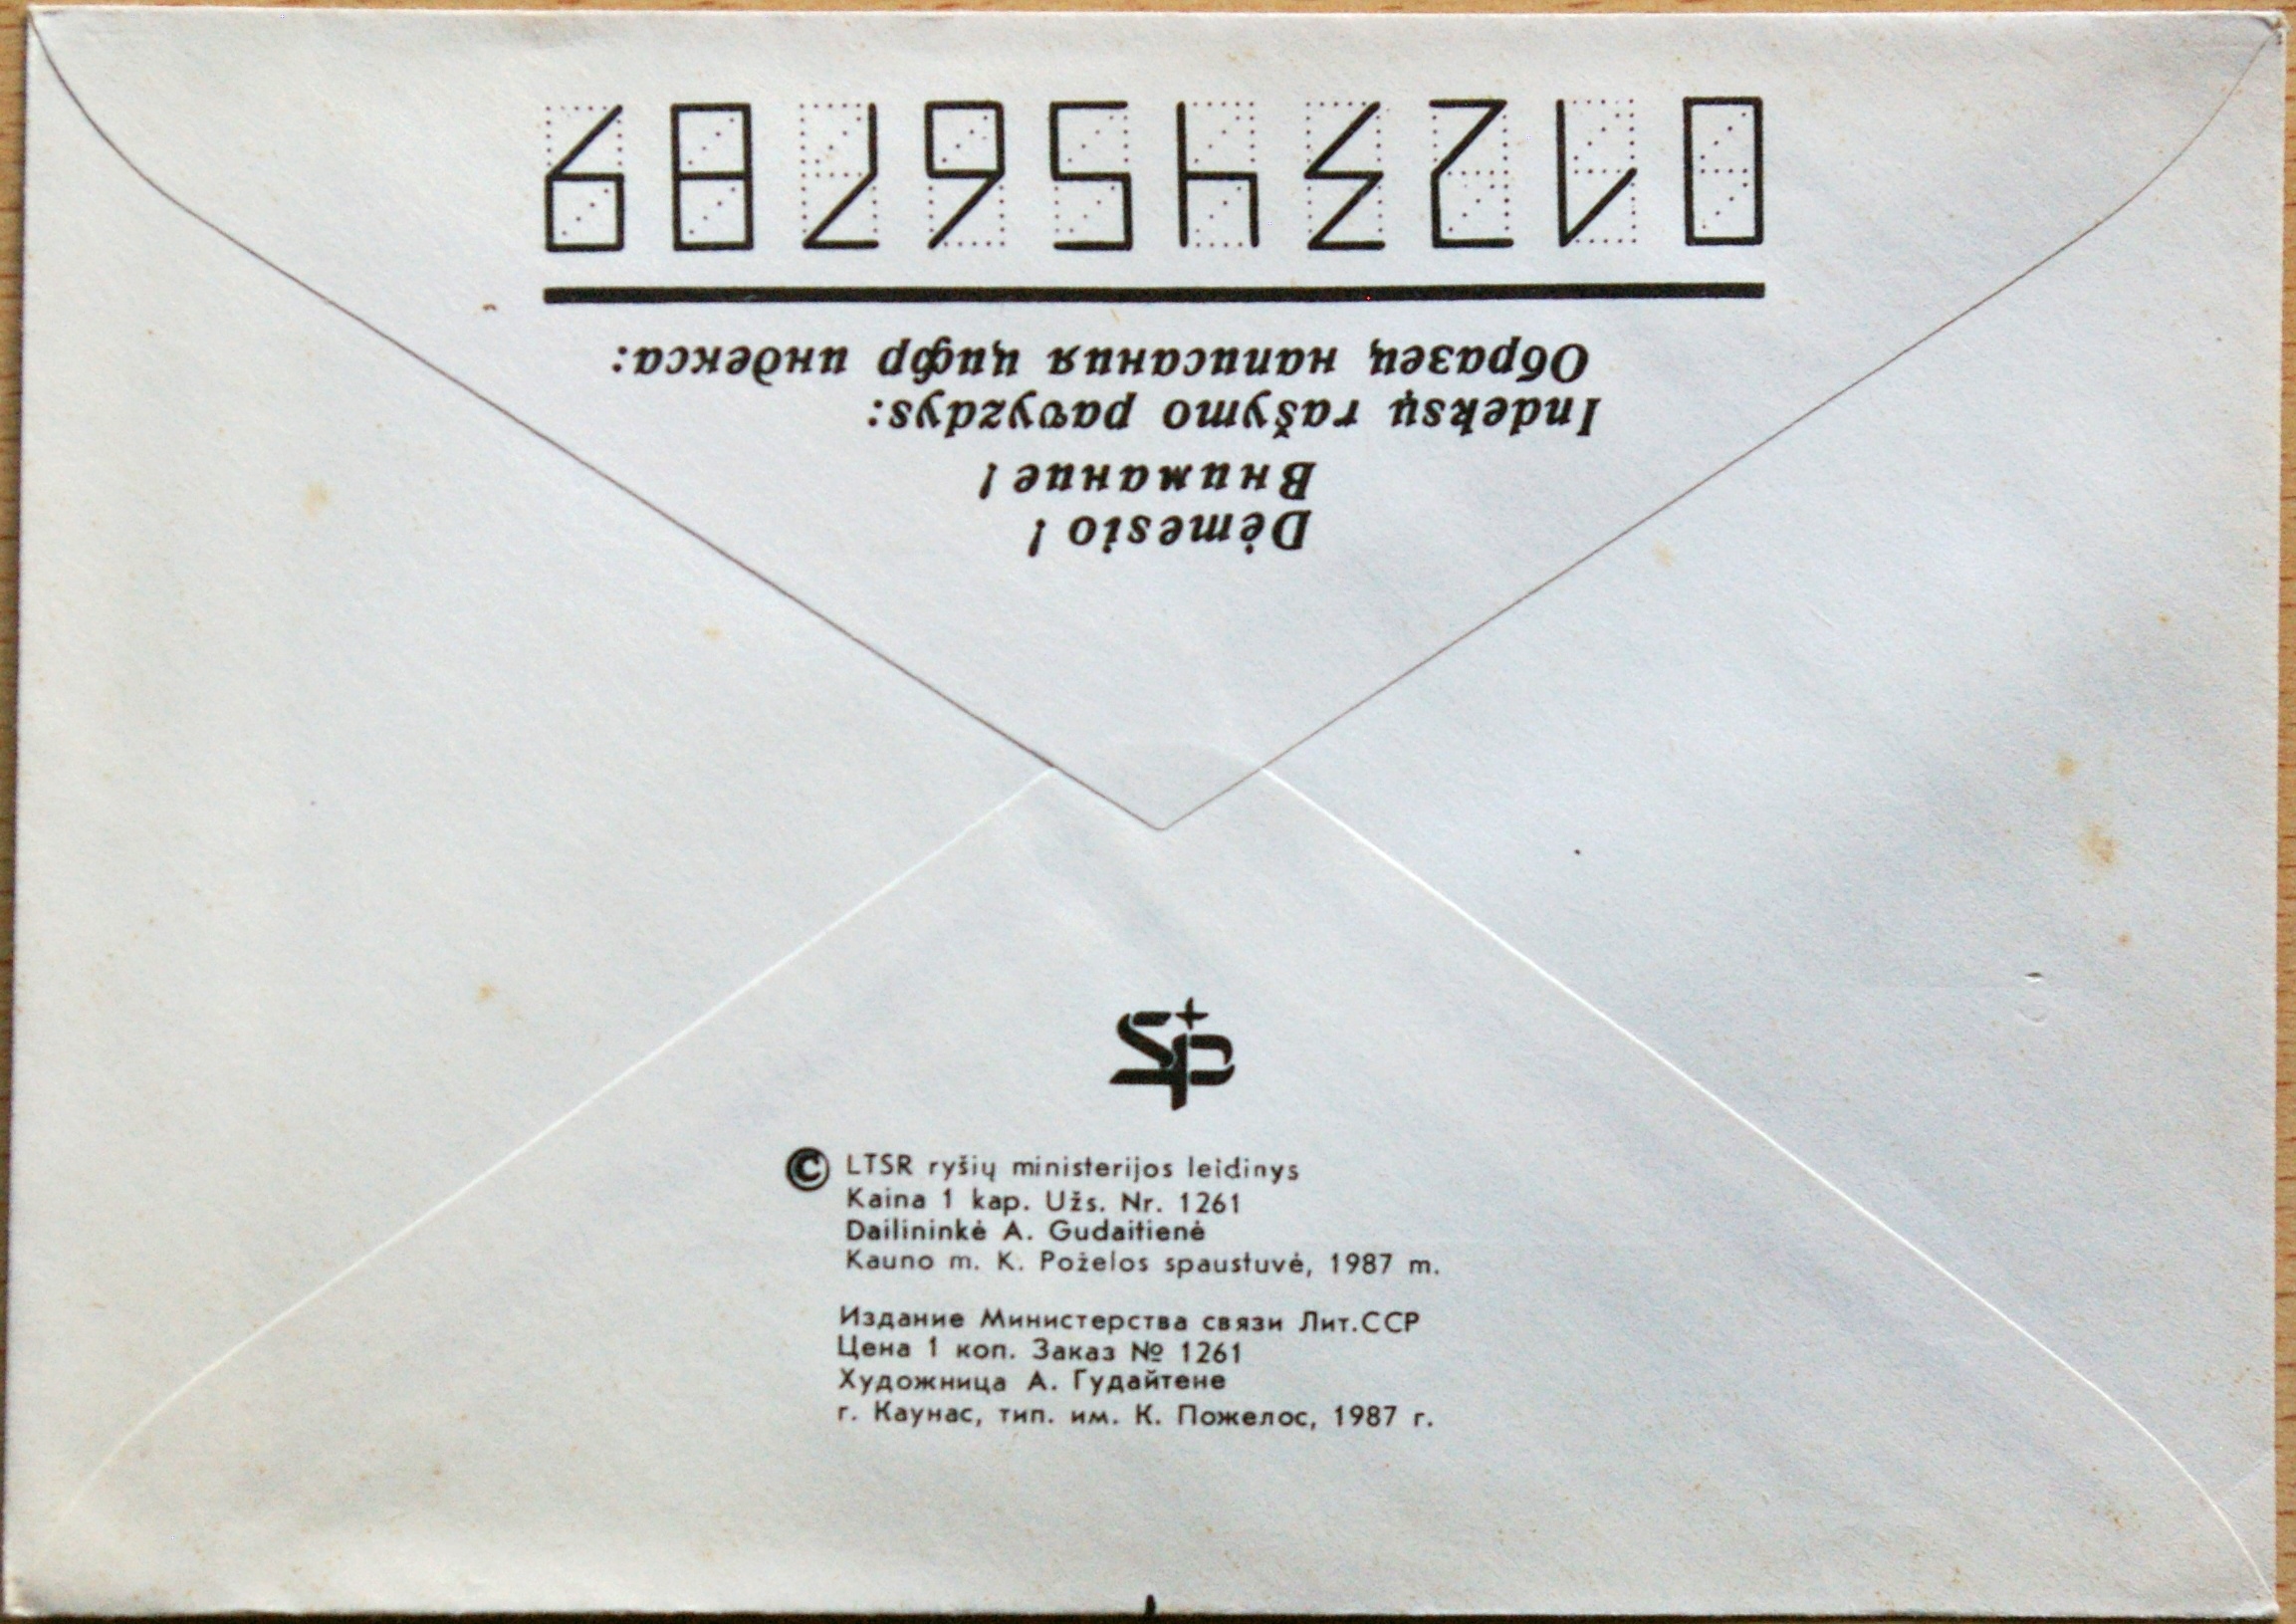 Dėmesio!
Внимание!
Indeksų rašymo pavyzdys:
Образец написания цифр индекса:
0123456789
SP
© LTSR ryšių ministerijos leidinys
Kaina 1 kap. Užs. Nr. 1261
Dailininkė A. Gudaitienė
Kauno m. K. Poželos spaustuvė, 1987 m.
Издание Министерства связи Лит.ССР
Цена 1 коп. Заказ № 1261
Художница А. Гудайтене
г. Каунас, тип. им. К. Пожелос, 1987 г.